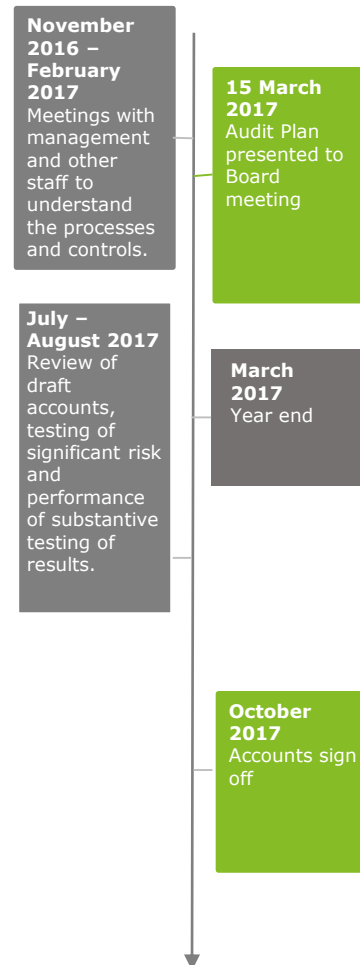 November
2016 –
February
2017
Meetings with
management
and other
staff to
understand
the processes
and controls.
15 March
2017
Audit Plan
presented to
Board
meeting
March
2017
Year end
July –
August 2017
Review of
draft
accounts,
testing of
significant risk
and
performance
of substantive
testing of
results.
October
2017
Accounts sign
off